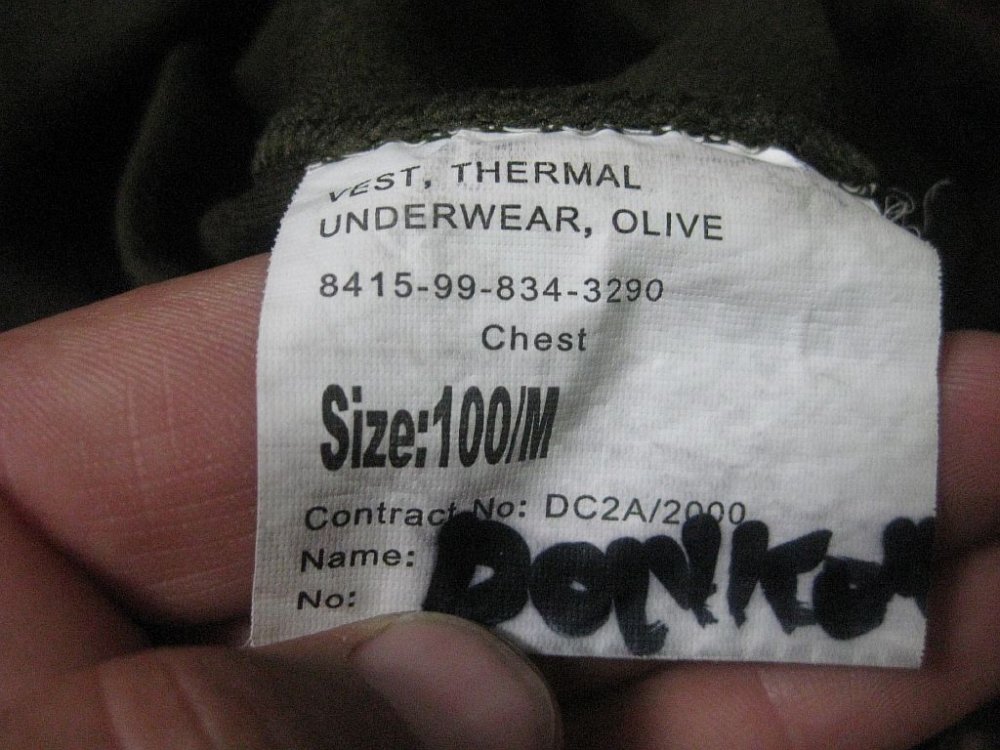 VEST, THERMAL
UNDERWEAR, OLIVE
8415-99-834-3290
Chest
Size:100/M
Contract No: DC2A/2000
Name:
No: